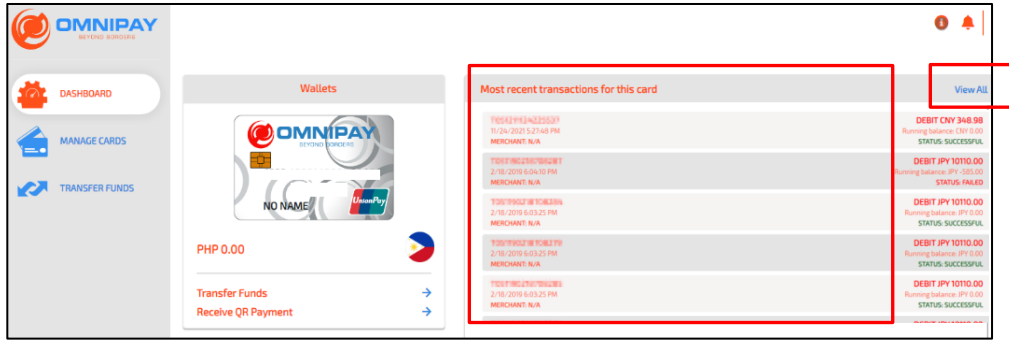 OMNIPAY
BEYOND BORDERS
DASHBOARD
MANAGE CARDS
TRANSFER FUNDS
Wallets
OMNIPAY
BEYOND BORDERS
NO NAME
UnionPay
PHP 0.00
Transfer Funds
Receive QR Payment
Most recent transactions for this card
View All
11/24/2021 5:27:48 PM
MERCHANT: N/A
DEBIT CNY 348.98
Running balance: CNY 0.00
STATUS: SUCCESSFUL
2/18/2019 6:04:10 PM
MERCHANT: N/A
DEBIT JPY 10110.00
Running balance: JPY -585.00
STATUS: FAILED
2/18/2019 6:03:25 PM
MERCHANT: N/A
DEBIT JPY 10110.00
Running balance: JPY 0.00
STATUS: SUCCESSFUL
2/18/2019 6:03:25 PM
MERCHANT: N/A
DEBIT JPY 10110.00
Running balance: JPY 0.00
STATUS: SUCCESSFUL
2/18/2019 6:03:25 PM
MERCHANT: N/A
DEBIT JPY 10110.00
Running balance: JPY 0.00
STATUS: SUCCESSFUL